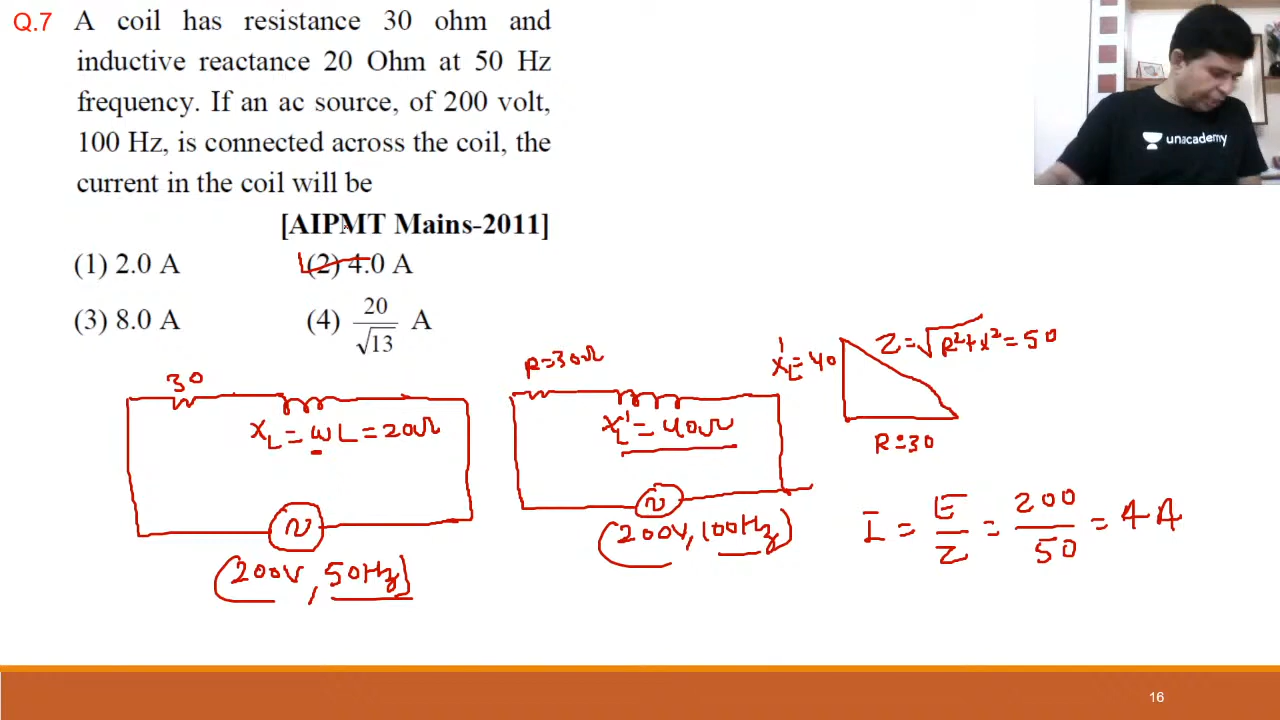 Q.7 A coil has resistance 30 ohm and
inductive reactance 20 Ohm at 50 Hz
frequency. If an ac source, of 200 volt,
100 Hz, is connected across the coil, the
current in the coil will be
[AIPMT Mains-2011]
(1) 2.0 A (2) 4.0 A
(3) 8.0 A (4) 20/√13 A
unacademy
30
X_L = ωL = 20Ω
(200V, 50Hz)
R=30Ω
X_L' = 40Ω
(200V, 100Hz)
X_L' = 40
Z = √R²+X² = 50
R=30
I = E/Z = 200/50 = 4A
16